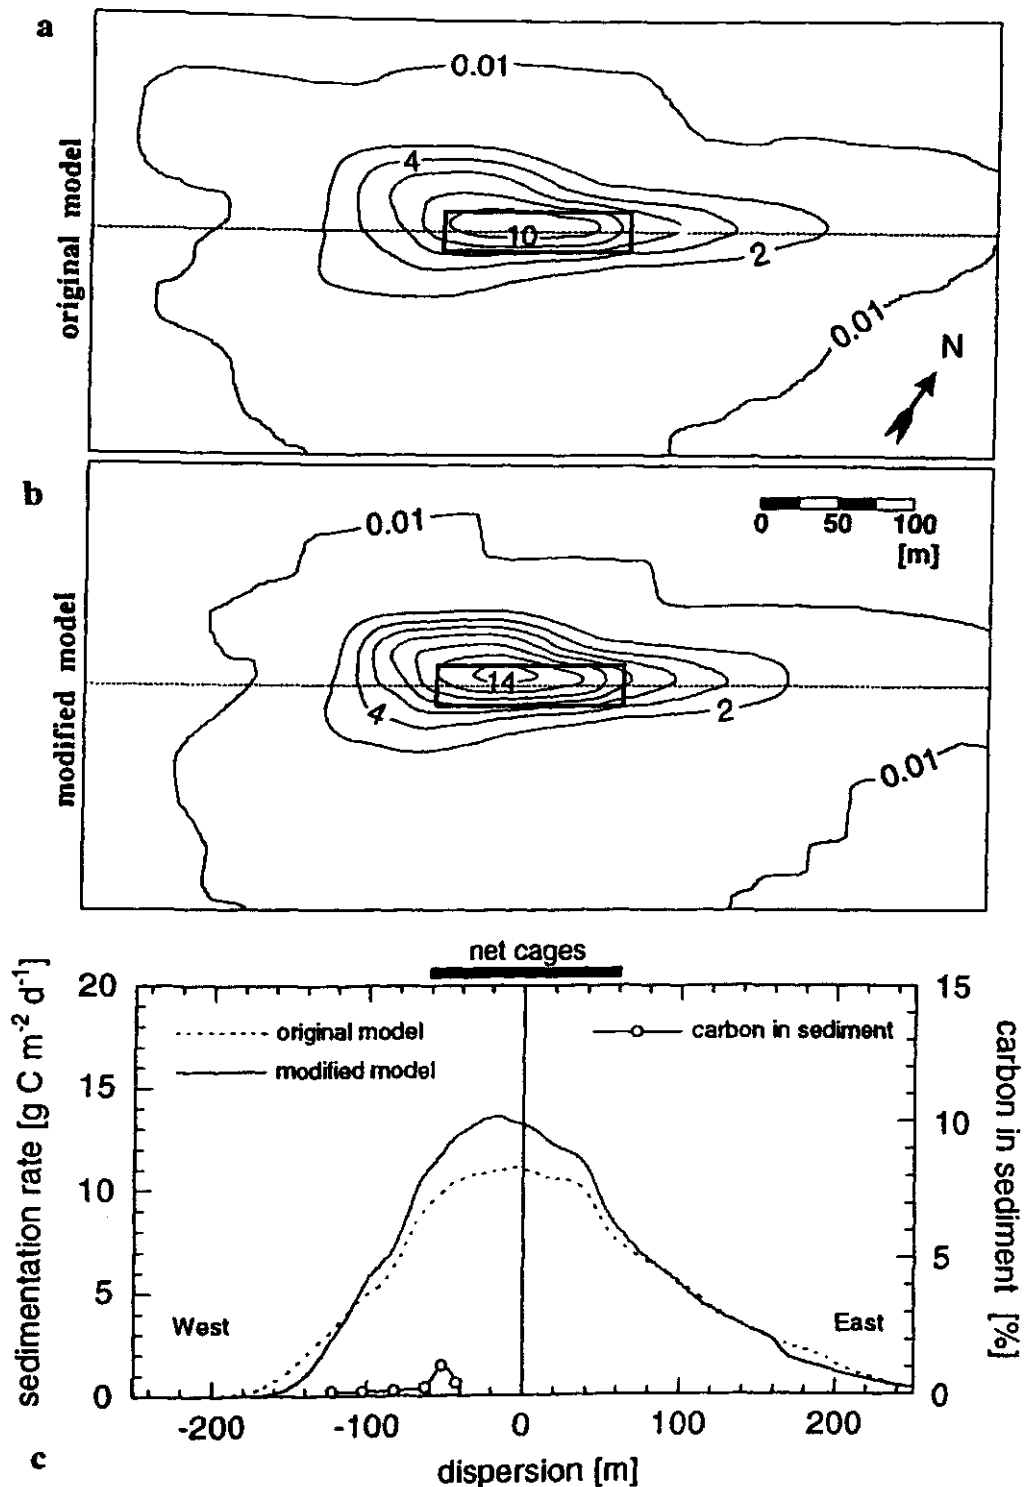 a
original model
0.01
4
10
2
0.01
N
b
modified model
0.01
0 50 100
[m]
14
4
2
0.01
net cages
sedimentation rate [g C m⁻² d⁻¹]
20
15
10
5
0
original model
modified model
carbon in sediment
15
10
5
0
carbon in sediment [%]
West
East
-200 -100 0 100 200
c
dispersion [m]